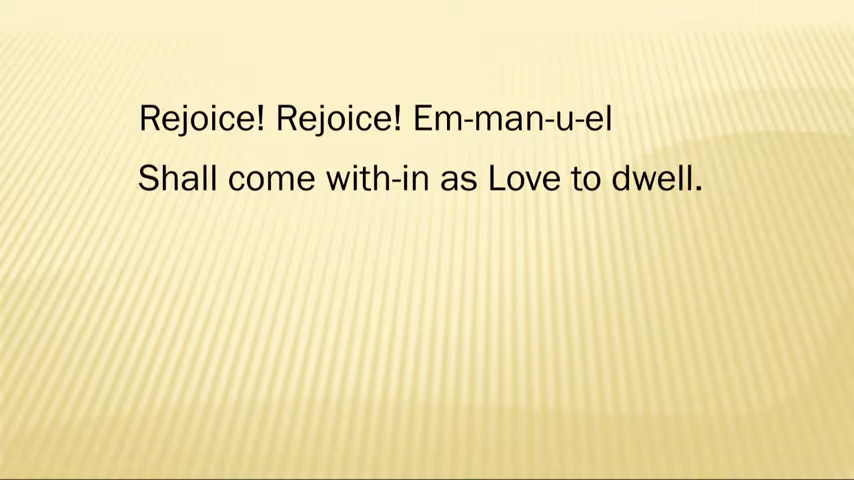 Rejoice! Rejoice! Em-man-u-el
Shall come with-in as Love to dwell.